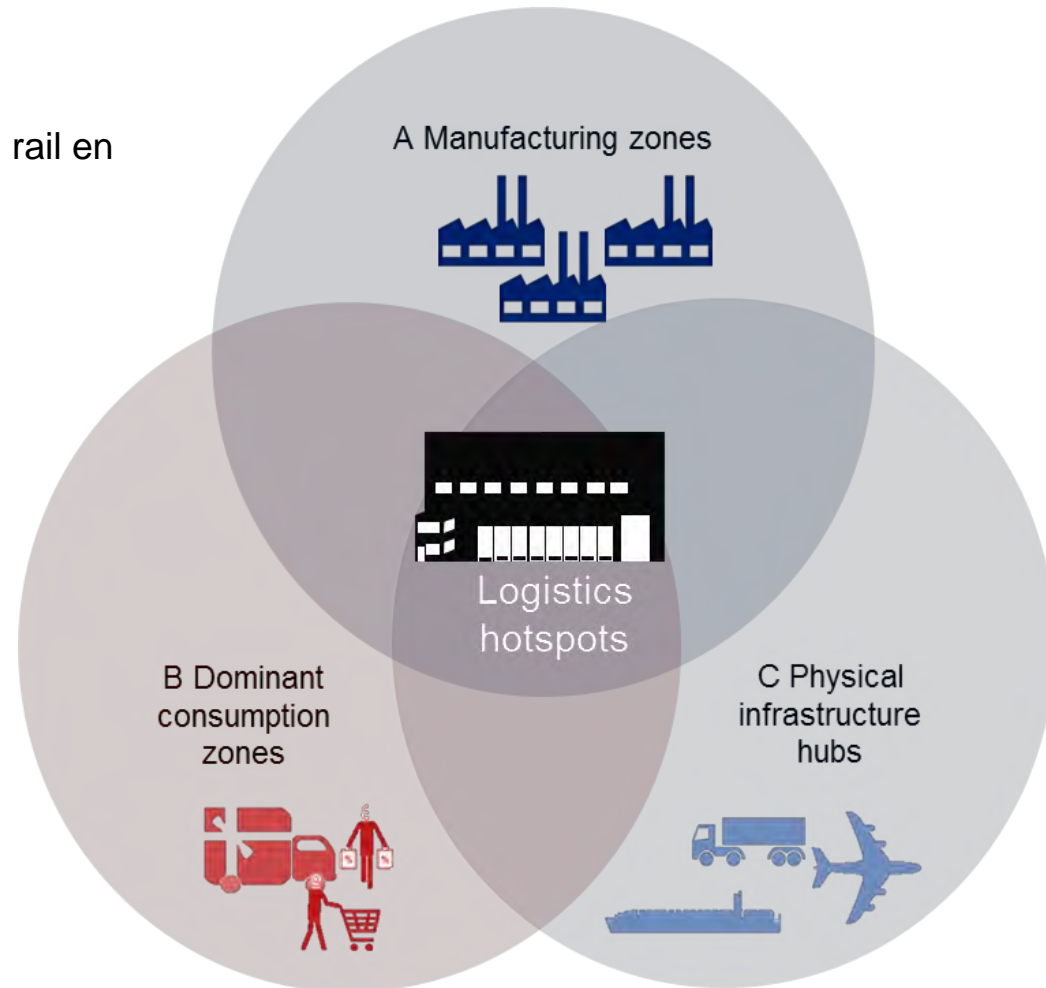 rail en
A Manufacturing zones
Logistics
hotspots
B Dominant
consumption
zones
C Physical
infrastructure
hubs
%
%